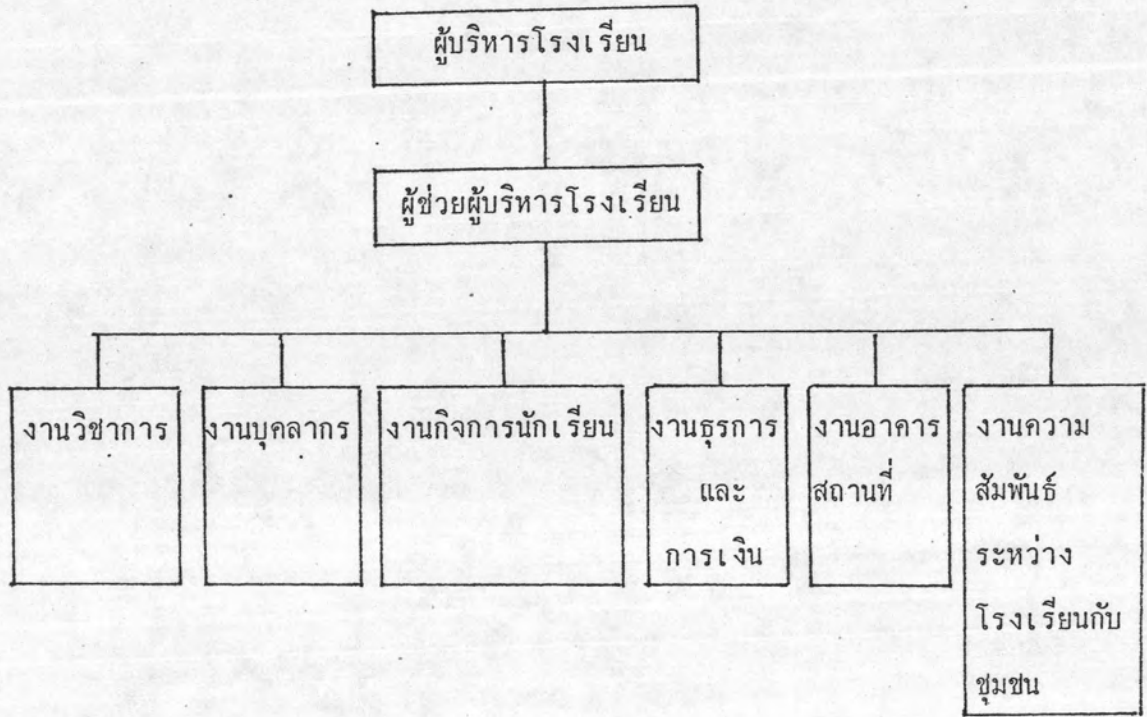 ผู้บริหารโรงเรียน
ผู้ช่วยผู้บริหารโรงเรียน
งานวิชาการ
งานบุคลากร
งานกิจการนักเรียน
งานธุรการ
และ
การเงิน
งานอาคาร
สถานที่
งานความ
สัมพันธ์
ระหว่าง
โรงเรียนกับ
ชุมชน